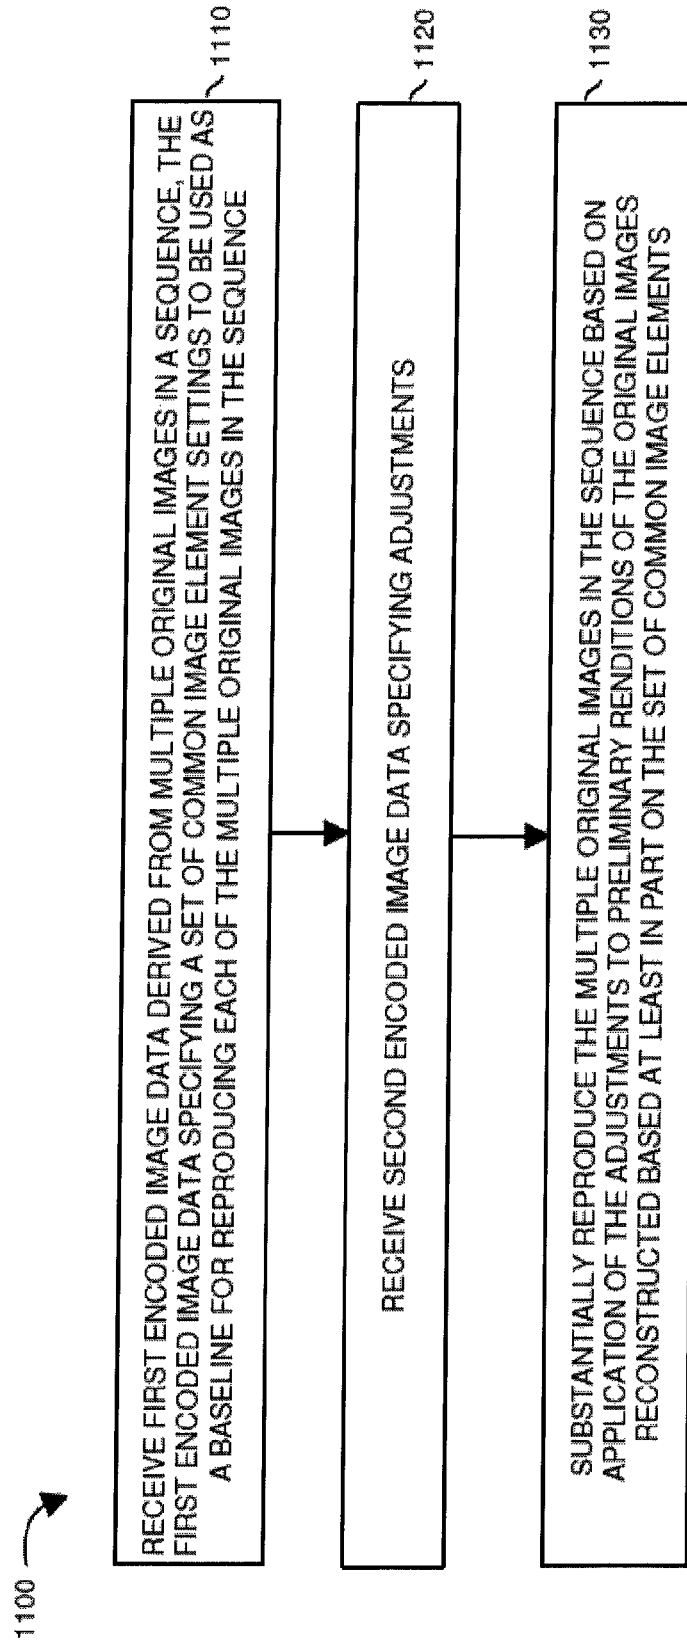 1100
RECEIVE FIRST ENCODED IMAGE DATA DERIVED FROM MULTIPLE ORIGINAL IMAGES IN A SEQUENCE, THE
FIRST ENCODED IMAGE DATA SPECIFYING A SET OF COMMON IMAGE ELEMENT SETTINGS TO BE USED AS
A BASELINE FOR REPRODUCING EACH OF THE MULTIPLE ORIGINAL IMAGES IN THE SEQUENCE
1110
RECEIVE SECOND ENCODED IMAGE DATA SPECIFYING ADJUSTMENTS
1120
SUBSTANTIALLY REPRODUCE THE MULTIPLE ORIGINAL IMAGES IN THE SEQUENCE BASED ON
APPLICATION OF THE ADJUSTMENTS TO PRELIMINARY RENDITIONS OF THE ORIGINAL IMAGES
RECONSTRUCTED BASED AT LEAST IN PART ON THE SET OF COMMON IMAGE ELEMENTS
1130